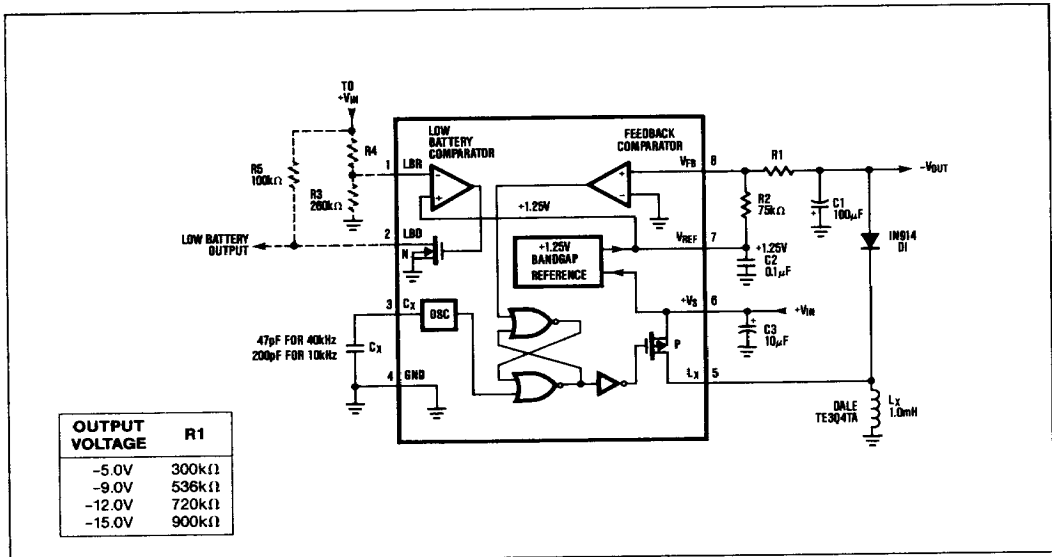 TO
+VIN
R4
R5
100kΩ
R3
260kΩ
1 LBR
LOW
BATTERY
COMPARATOR
FEEDBACK
COMPARATOR
VFB 8
R1
-VOUT
+1.25V
R2
75kΩ
C1
100µF
2 LBD
LOW BATTERY
OUTPUT
N
+1.25V
BANDGAP
REFERENCE
VREF 7
+1.25V
C2
0.1µF
IN914
DI
3 CX
OSC
+VS 6
+VIN
C3
10µF
47pF FOR 40kHz
200pF FOR 10kHz
CX
P
4 GND
LX 5
DALE
TE304TA
LX
1.0mH
OUTPUT
VOLTAGE R1
-5.0V 300kΩ
-9.0V 536kΩ
-12.0V 720kΩ
-15.0V 900kΩ